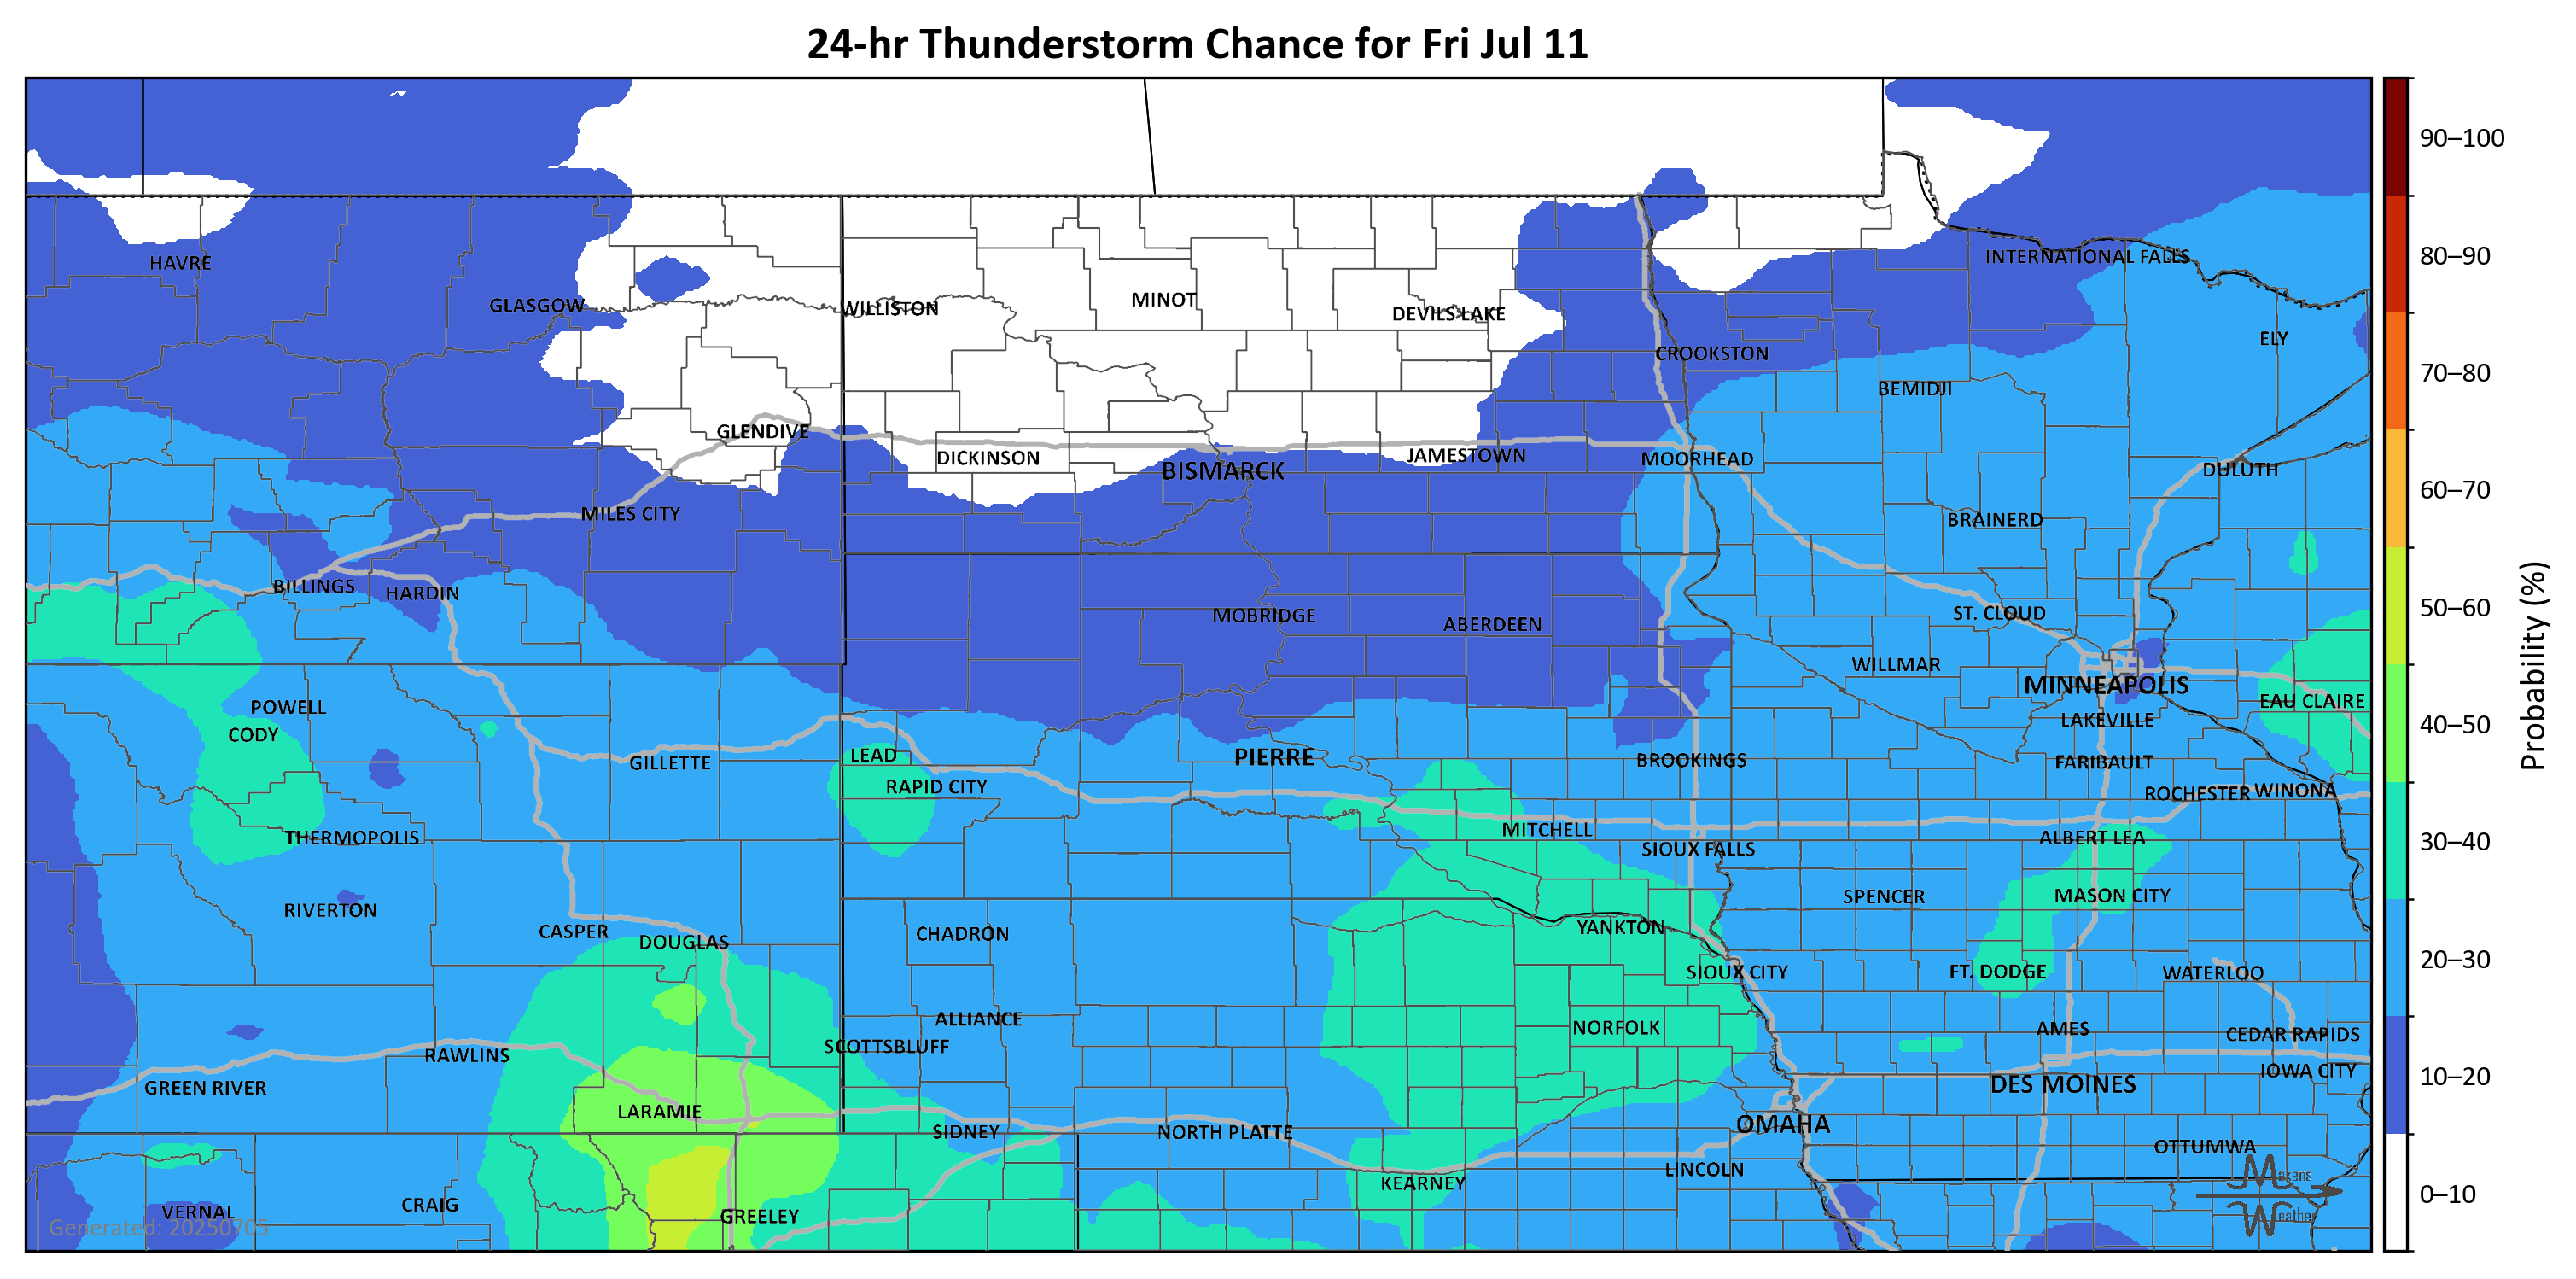 24-hr Thunderstorm Chance for Fri Jul 11
90–100
80–90
70–80
60–70
50–60
40–50
30–40
20–30
10–20
0–10
Probability (%)
HAVRE
INTERNATIONAL FALLS
GLASGOW
WILLISTON
MINOT
DEVILS LAKE
ELY
CROOKSTON
BEMIDJI
GLENDIVE
DICKINSON
BISMARCK
JAMESTOWN
MOORHEAD
DULUTH
MILES CITY
BRAINERD
BILLINGS
HARDIN
MOBRIDGE
ABERDEEN
ST. CLOUD
WILLMAR
MINNEAPOLIS
EAU CLAIRE
POWELL
LAKEVILLE
CODY
LEAD
PIERRE
GILLETTE
BROOKINGS
FARIBAULT
RAPID CITY
ROCHESTER
WINONA
THERMOPOLIS
MITCHELL
ALBERT LEA
SIOUX FALLS
SPENCER
MASON CITY
RIVERTON
CASPER
DOUGLAS
CHADRON
YANKTON
SIOUX CITY
FT. DODGE
WATERLOO
ALLIANCE
NORFOLK
AMES
CEDAR RAPIDS
SCOTTSBLUFF
RAWLINS
IOWA CITY
GREEN RIVER
DES MOINES
LARAMIE
OMAHA
SIDNEY
NORTH PLATTE
OTTUMWA
LINCOLN
KEARNEY
CRAIG
VERNAL
GREELEY
Generated: 20250705
Makens
Weather